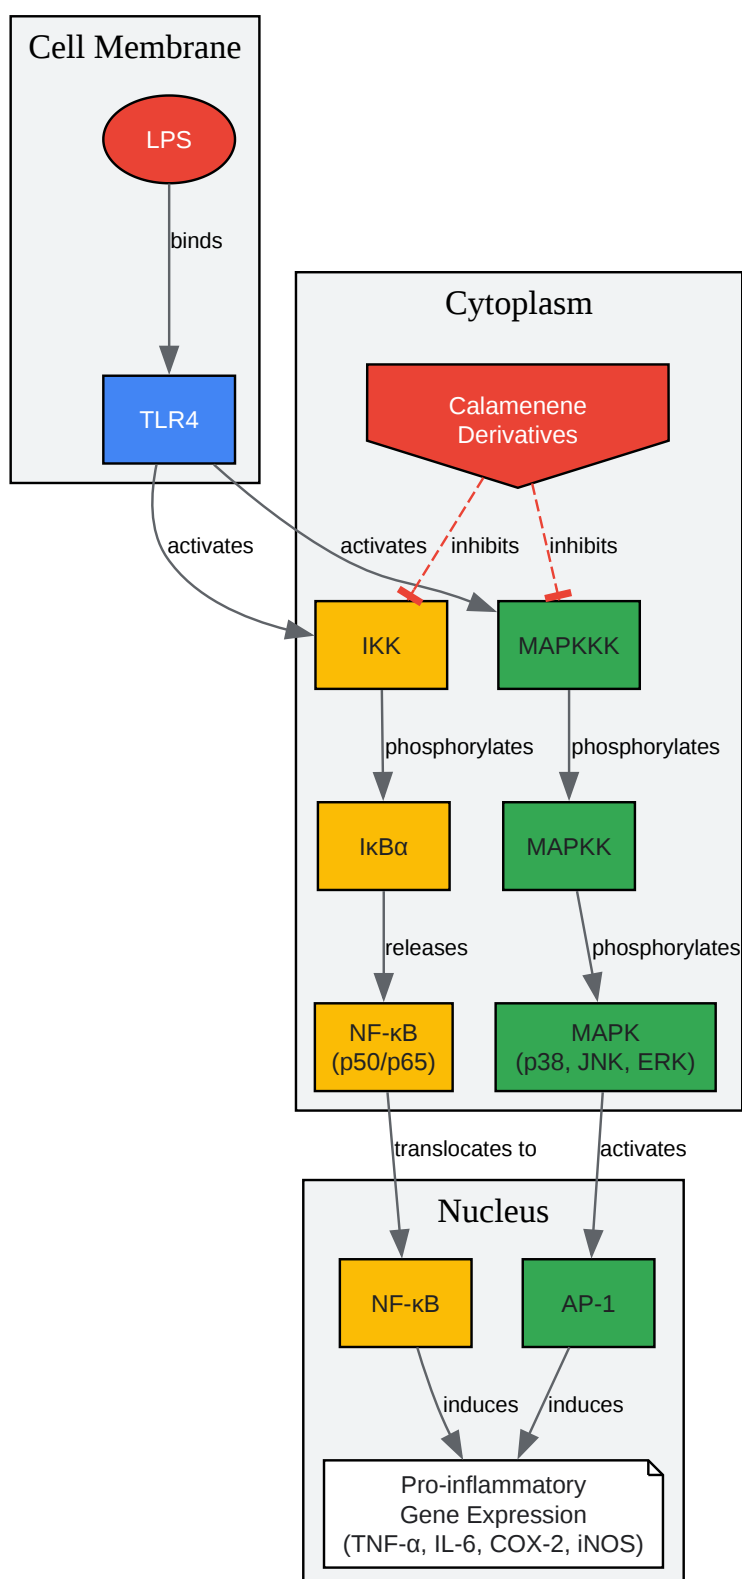 Cell Membrane
LPS
binds
TLR4
Cytoplasm
Calamenene
Derivatives
activates
activates
inhibits
inhibits
IKK
MAPKKK
phosphorylates
phosphorylates
IκBα
MAPKK
releases
phosphorylates
NF-κB
(p50/p65)
MAPK
(p38, JNK, ERK)
translocates to
activates
Nucleus
NF-κB
AP-1
induces
induces
Pro-inflammatory
Gene Expression
(TNF-α, IL-6, COX-2, iNOS)